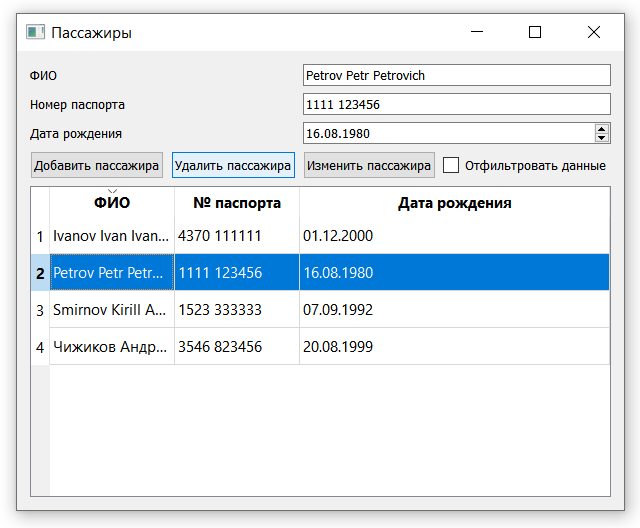 Пассажиры
ФИО Petrov Petr Petrovich
Номер паспорта 1111 123456
Дата рождения 16.08.1980
Добавить пассажира Удалить пассажира Изменить пассажира Отфильтровать данные
ФИО № паспорта Дата рождения
1 Ivanov Ivan Ivan... 4370 111111 01.12.2000
2 Petrov Petr Petr... 1111 123456 16.08.1980
3 Smirnov Kirill A... 1523 333333 07.09.1992
4 Чижиков Андр... 3546 823456 20.08.1999